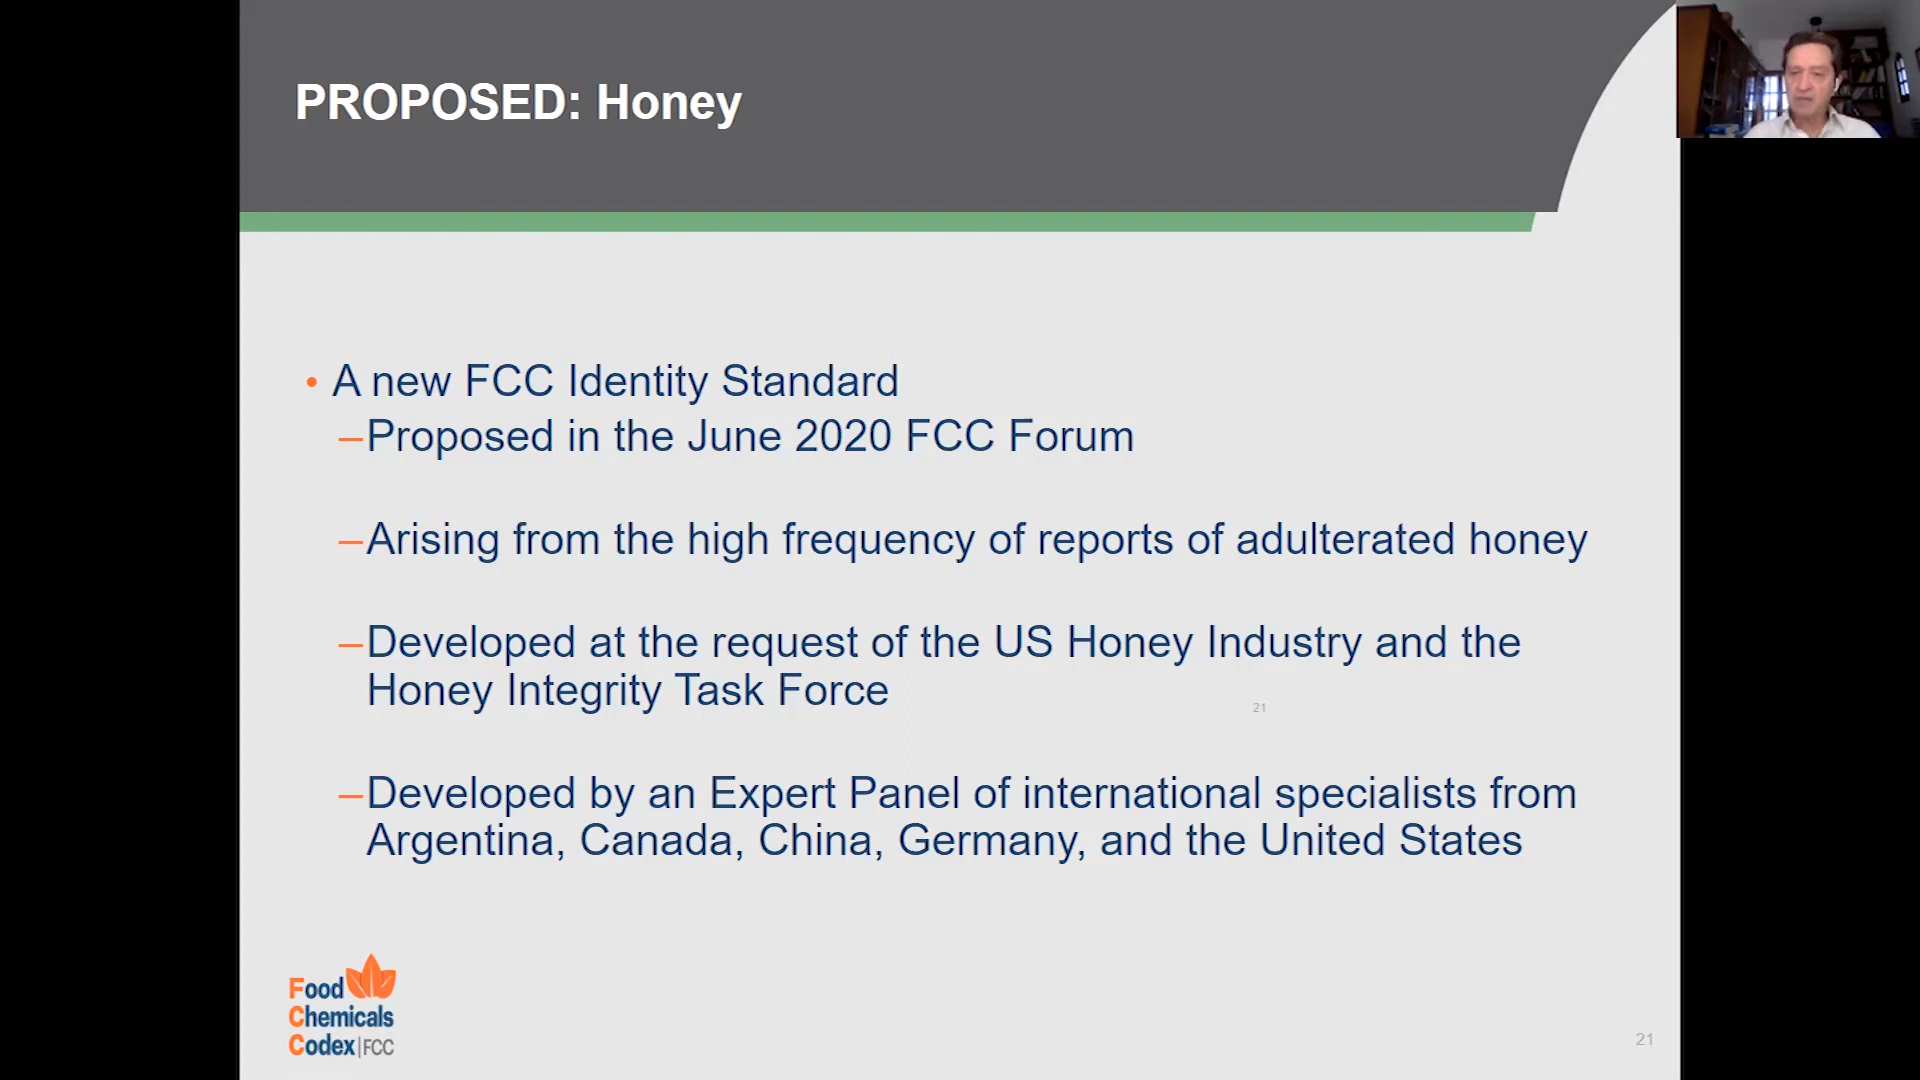 PROPOSED: Honey
• A new FCC Identity Standard
–Proposed in the June 2020 FCC Forum
–Arising from the high frequency of reports of adulterated honey
–Developed at the request of the US Honey Industry and the
Honey Integrity Task Force
21
–Developed by an Expert Panel of international specialists from
Argentina, Canada, China, Germany, and the United States
Food
Chemicals
Codex|FCC
21